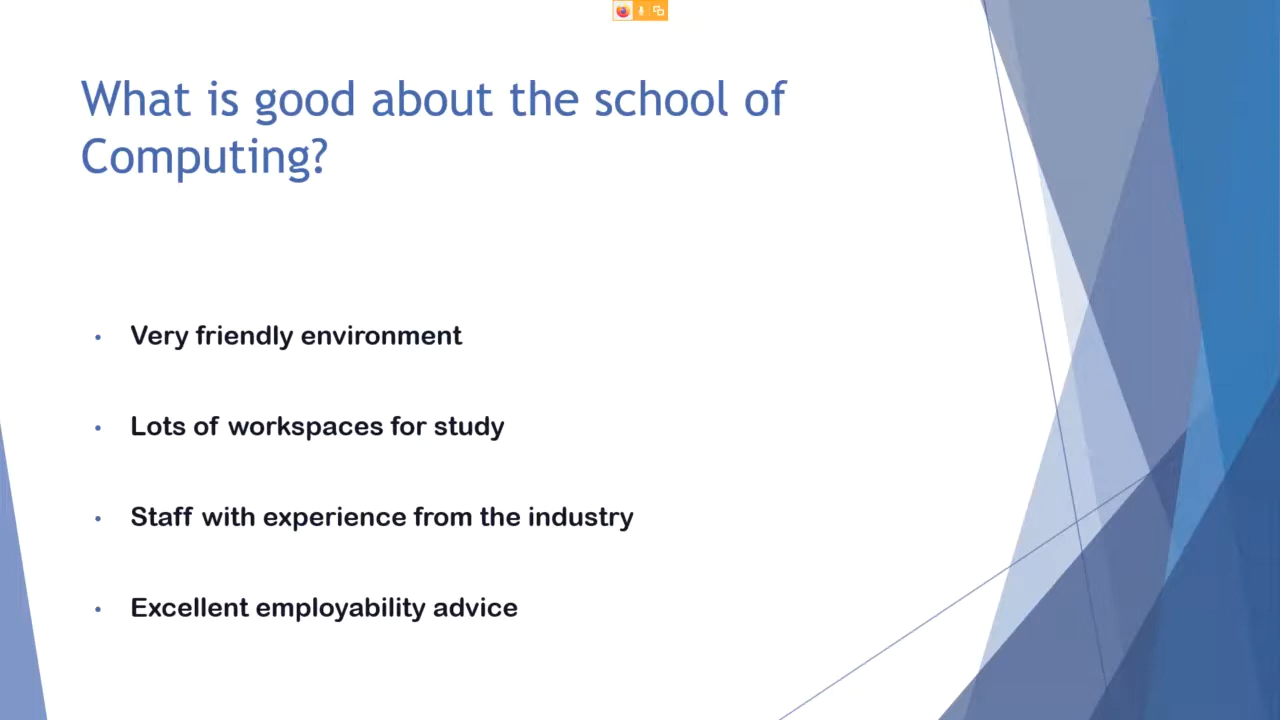 What is good about the school of
Computing?
• Very friendly environment
• Lots of workspaces for study
• Staff with experience from the industry
• Excellent employability advice